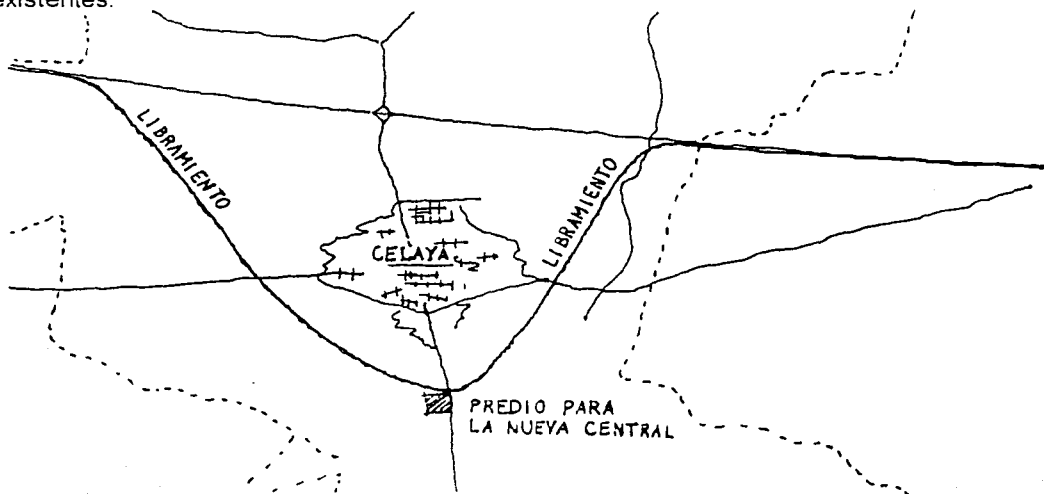 existentes.
LIBRAMIENTO
LIBRAMIENTO
CELAYA
PREDIO PARA
LA NUEVA CENTRAL